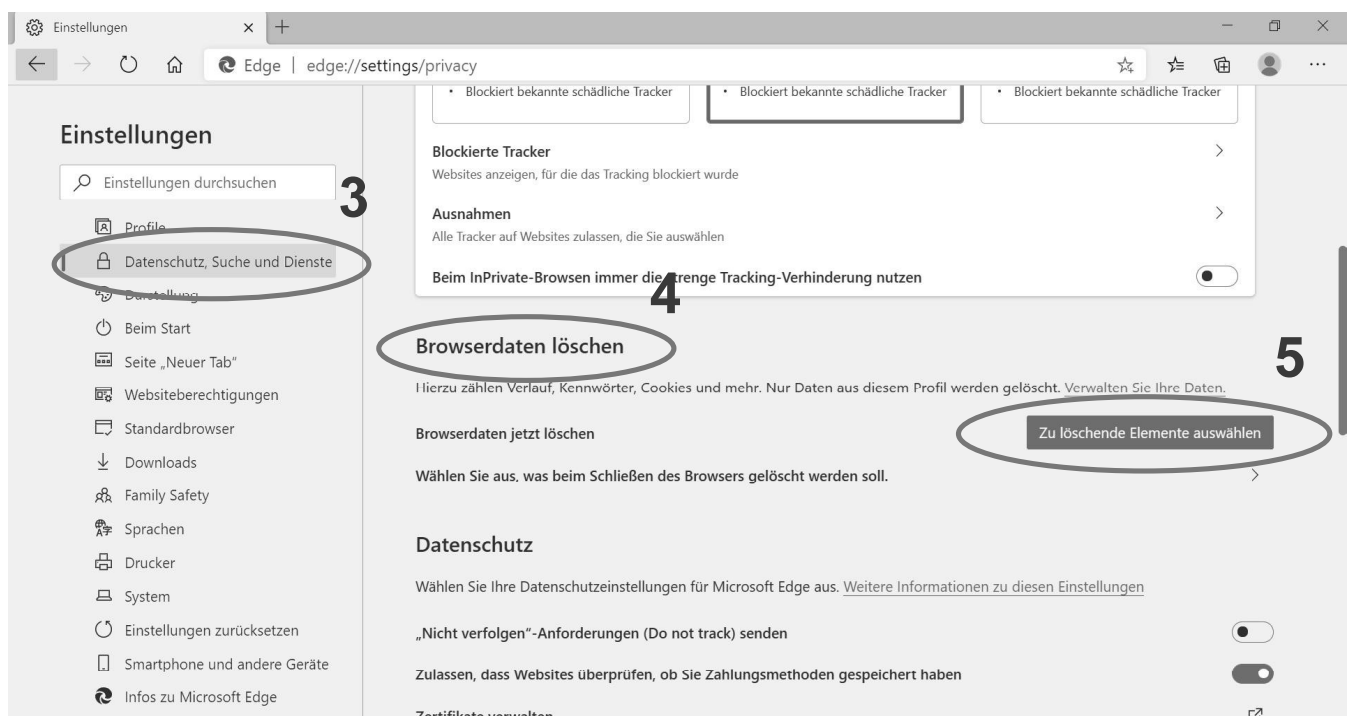 Einstellungen
Edge | edge://settings/privacy
Einstellungen
Einstellungen durchsuchen
3
Profile
Datenschutz, Suche und Dienste
Darstellung
Beim Start
Seite „Neuer Tab“
Websiteberechtigungen
Standardbrowser
Downloads
Family Safety
Sprachen
Drucker
System
Einstellungen zurücksetzen
Smartphone und andere Geräte
Infos zu Microsoft Edge
• Blockiert bekannte schädliche Tracker
• Blockiert bekannte schädliche Tracker
• Blockiert bekannte schädliche Tracker
Blockierte Tracker
Websites anzeigen, für die das Tracking blockiert wurde
Ausnahmen
Alle Tracker auf Websites zulassen, die Sie auswählen
Beim InPrivate-Browsen immer die strenge Tracking-Verhinderung nutzen
4
Browserdaten löschen
5
Hierzu zählen Verlauf, Kennwörter, Cookies und mehr. Nur Daten aus diesem Profil werden gelöscht. Verwalten Sie Ihre Daten.
Browserdaten jetzt löschen
Zu löschende Elemente auswählen
Wählen Sie aus, was beim Schließen des Browsers gelöscht werden soll.
Datenschutz
Wählen Sie Ihre Datenschutzeinstellungen für Microsoft Edge aus. Weitere Informationen zu diesen Einstellungen
„Nicht verfolgen“-Anforderungen (Do not track) senden
Zulassen, dass Websites überprüfen, ob Sie Zahlungsmethoden gespeichert haben
Zertifikate verwalten